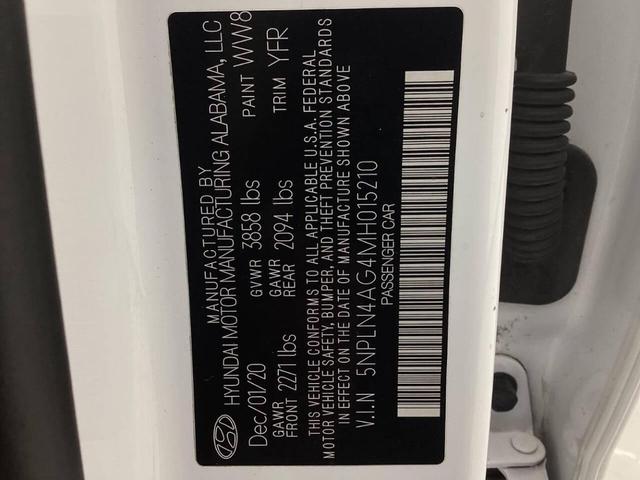 MANUFACTURED BY
HYUNDAI MOTOR MANUFACTURING ALABAMA, LLC
Dec/01/20 PAINT WW8
GVWR 3858 lbs TRIM YFR
GAWR FRONT 2271 lbs GAWR REAR 2094 lbs
THIS VEHICLE CONFORMS TO ALL APPLICABLE U.S.A. FEDERAL
MOTOR VEHICLE SAFETY, BUMPER, AND THEFT PREVENTION STANDARDS
IN EFFECT ON THE DATE OF MANUFACTURE SHOWN ABOVE
V.I.N 5NPLN4AG4MH015210
PASSENGER CAR